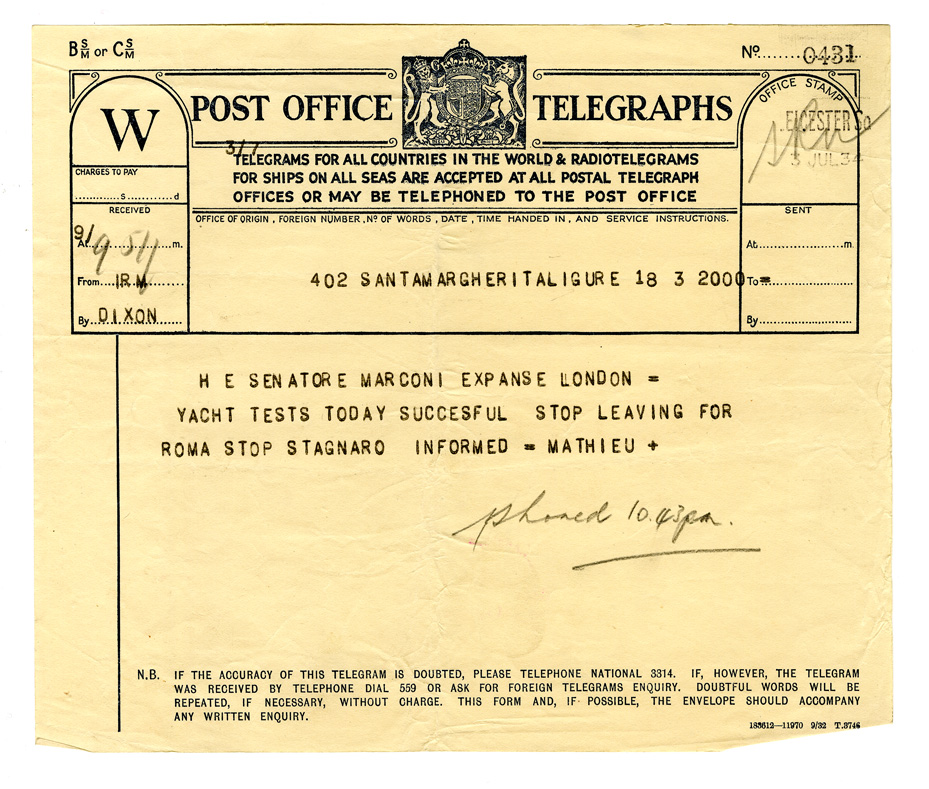 BS/M or CS/M
No. 0431
W
POST OFFICE TELEGRAPHS
OFFICE STAMP
EICESTER SQ
3 JUL 34
3/7
TELEGRAMS FOR ALL COUNTRIES IN THE WORLD & RADIOTELEGRAMS
FOR SHIPS ON ALL SEAS ARE ACCEPTED AT ALL POSTAL TELEGRAPH
OFFICES OR MAY BE TELEPHONED TO THE POST OFFICE
CHARGES TO PAY
s d
RECEIVED
91
At 9 54 m.
From IRM
By DIXON
OFFICE OF ORIGIN, FOREIGN NUMBER, No OF WORDS, DATE, TIME HANDED IN, AND SERVICE INSTRUCTIONS.
402 SANTAMARGHERITALIGURE 18 3 2000 =
SENT
At m.
To
By
H E SENATORE MARCONI EXPANSE LONDON =
YACHT TESTS TODAY SUCCESFUL STOP LEAVING FOR
ROMA STOP STAGNARO INFORMED = MATHIEU +
phoned 10.43pm.
N.B. IF THE ACCURACY OF THIS TELEGRAM IS DOUBTED, PLEASE TELEPHONE NATIONAL 3314. IF, HOWEVER, THE TELEGRAM
WAS RECEIVED BY TELEPHONE DIAL 559 OR ASK FOR FOREIGN TELEGRAMS ENQUIRY. DOUBTFUL WORDS WILL BE
REPEATED, IF NECESSARY, WITHOUT CHARGE. THIS FORM AND, IF POSSIBLE, THE ENVELOPE SHOULD ACCOMPANY
ANY WRITTEN ENQUIRY.
183612—11970 9/32 T.3746